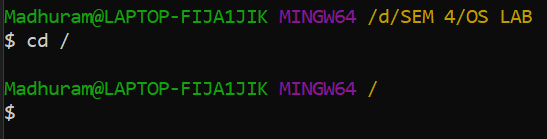 Madhuram@LAPTOP-FIJA1JIK MINGW64 /d/SEM 4/OS LAB
$ cd /
Madhuram@LAPTOP-FIJA1JIK MINGW64 /
$